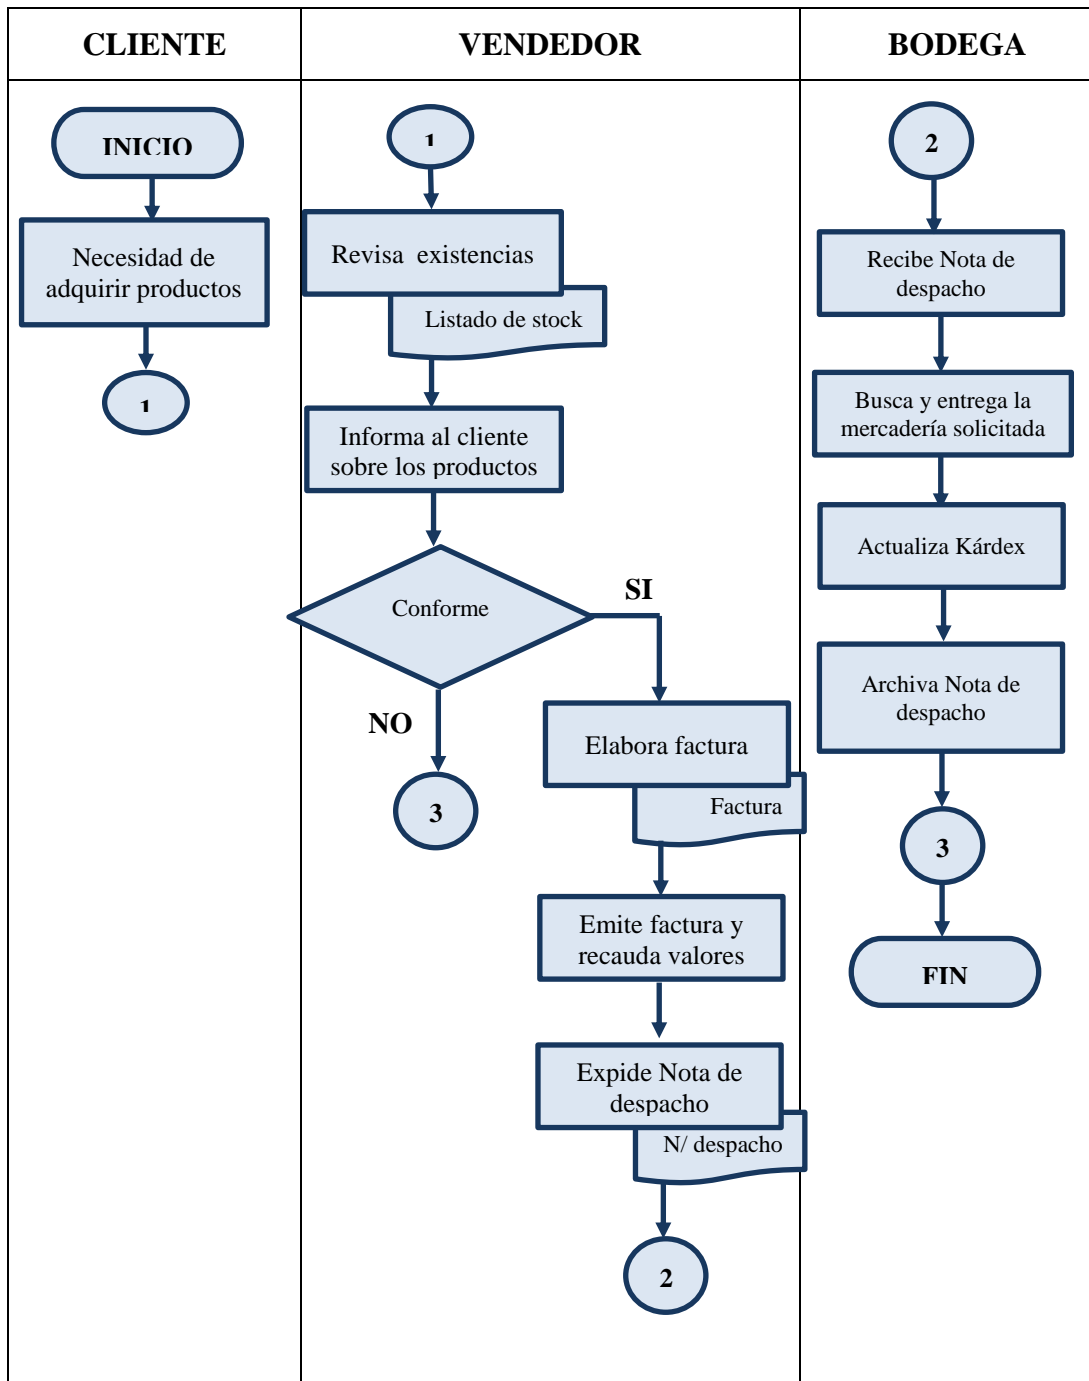 CLIENTE
VENDEDOR
BODEGA
INICIO
Necesidad de
adquirir productos
1
1
Revisa existencias
Listado de stock
Informa al cliente
sobre los productos
Conforme
SI
NO
3
Elabora factura
Factura
Emite factura y
recauda valores
Expide Nota de
despacho
N/ despacho
2
2
Recibe Nota de
despacho
Busca y entrega la
mercadería solicitada
Actualiza Kárdex
Archiva Nota de
despacho
3
FIN